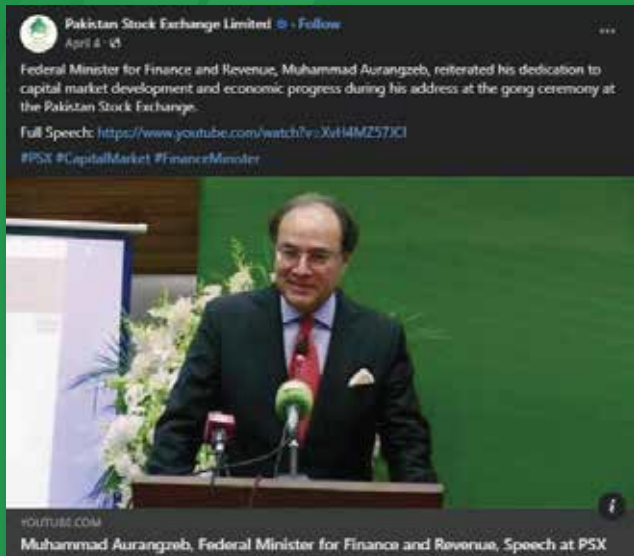 Pakistan Stock Exchange Limited · Follow
April 4 ·
Federal Minister for Finance and Revenue, Muhammad Aurangzeb, reiterated his dedication to
capital market development and economic progress during his address at the gong ceremony at
the Pakistan Stock Exchange.
Full Speech: https://www.youtube.com/watch?v=
#PSX #CapitalMarket #FinanceMinister
YOUTUBE.COM
Muhammad Aurangzeb, Federal Minister for Finance and Revenue, Speech at PSX